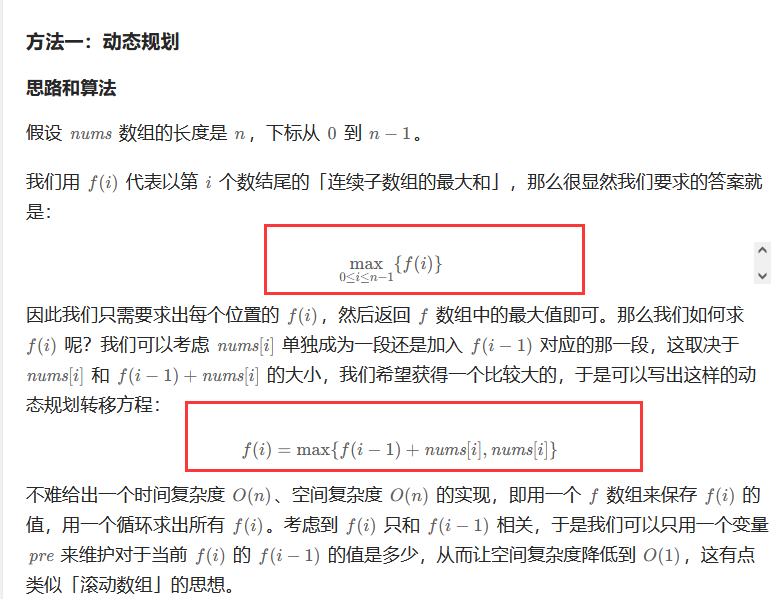 方法一：动态规划
思路和算法
假设 nums 数组的长度是 n，下标从 0 到 n − 1。
我们用 f(i) 代表以第 i 个数结尾的「连续子数组的最大和」，那么很显然我们要求的答案就
是：
max {f(i)}
0≤i≤n−1
因此我们只需要求出每个位置的 f(i)，然后返回 f 数组中的最大值即可。那么我们如何求
f(i) 呢？我们可以考虑 nums[i] 单独成为一段还是加入 f(i − 1) 对应的那一段，这取决于
nums[i] 和 f(i − 1) + nums[i] 的大小，我们希望获得一个比较大的，于是可以写出这样的动
态规划转移方程：
f(i) = max{f(i − 1) + nums[i], nums[i]}
不难给出一个时间复杂度 O(n)、空间复杂度 O(n) 的实现，即用一个 f 数组来保存 f(i) 的
值，用一个循环求出所有 f(i)。考虑到 f(i) 只和 f(i − 1) 相关，于是我们可以只用一个变量
pre 来维护对于当前 f(i) 的 f(i − 1) 的值是多少，从而让空间复杂度降低到 O(1)，这有点
类似「滚动数组」的思想。